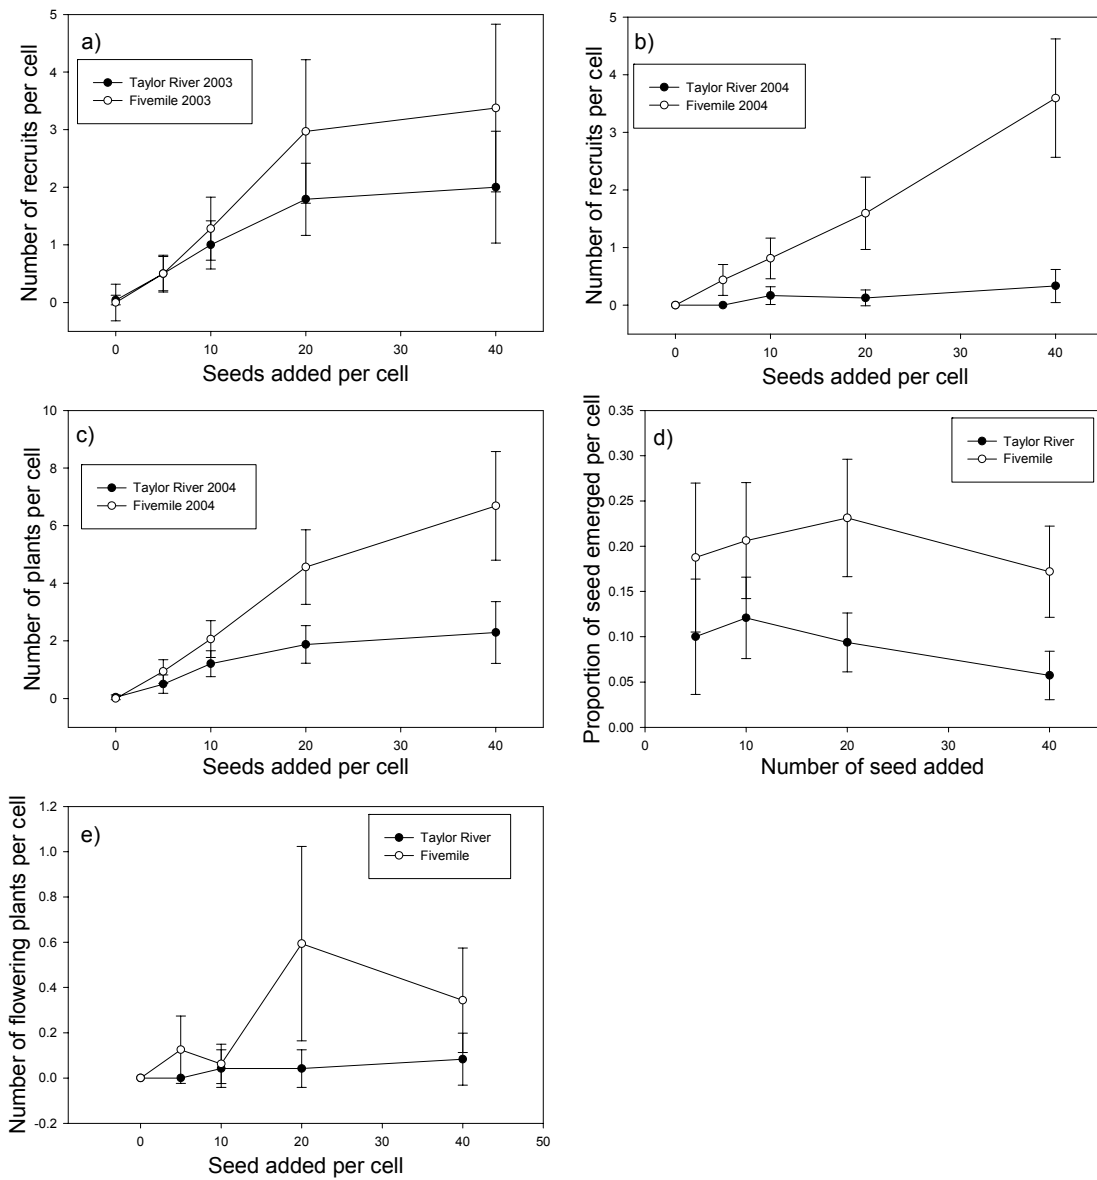 a)
Taylor River 2003
Fivemile 2003
Number of recruits per cell
5
4
3
2
1
0
0 10 20 30 40
Seeds added per cell
b)
Taylor River 2004
Fivemile 2004
Number of recruits per cell
5
4
3
2
1
0
0 10 20 30 40
Seeds added per cell
c)
Taylor River 2004
Fivemile 2004
Number of plants per cell
10
8
6
4
2
0
0 10 20 30 40
Seeds added per cell
d)
Taylor River
Fivemile
Proportion of seed emerged per cell
0.35
0.30
0.25
0.20
0.15
0.10
0.05
0.00
0 10 20 30 40
Number of seed added
e)
Taylor River
Fivemile
Number of flowering plants per cell
1.2
1.0
0.8
0.6
0.4
0.2
0.0
-0.2
0 10 20 30 40 50
Seed added per cell